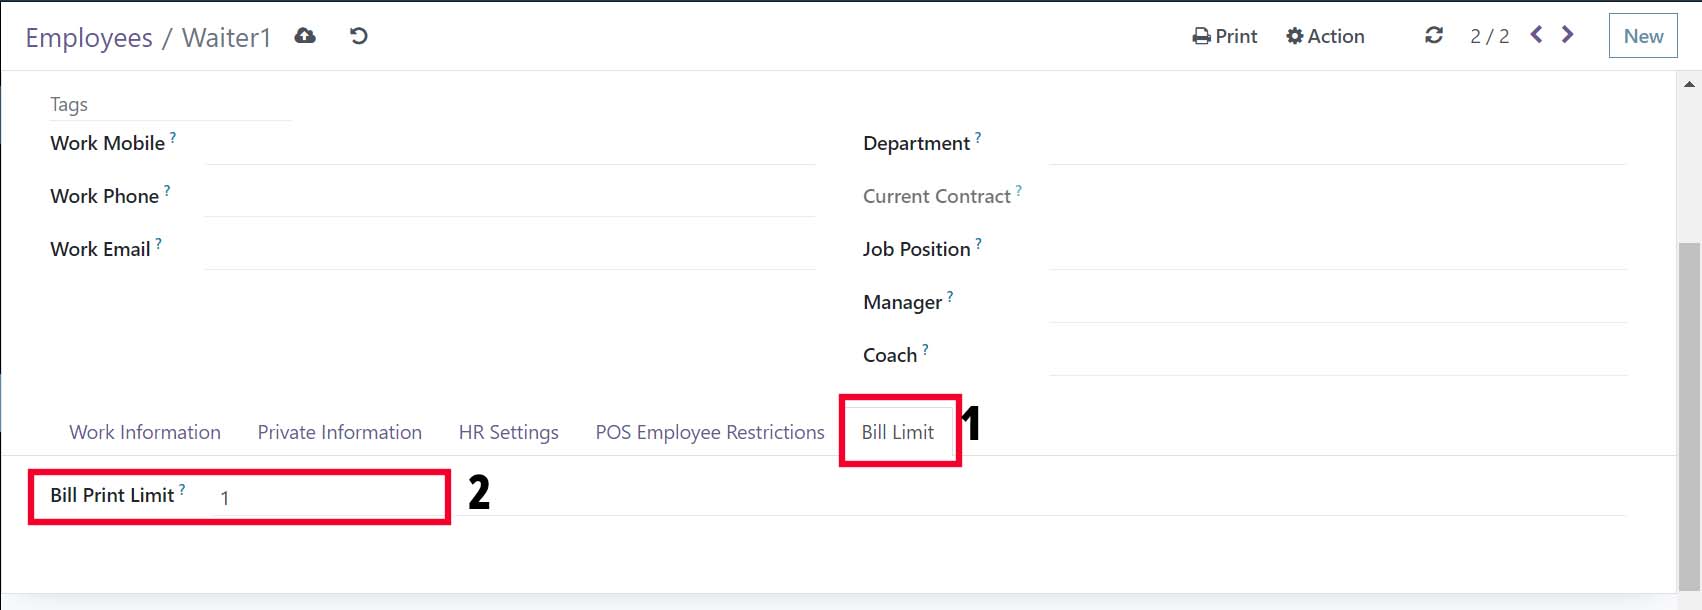 Employees / Waiter1
Print Action 2 / 2 New
Tags
Work Mobile ?
Department ?
Work Phone ?
Current Contract ?
Work Email ?
Job Position ?
Manager ?
Coach ?
Work Information Private Information HR Settings POS Employee Restrictions Bill Limit 1
Bill Print Limit ? 1 2